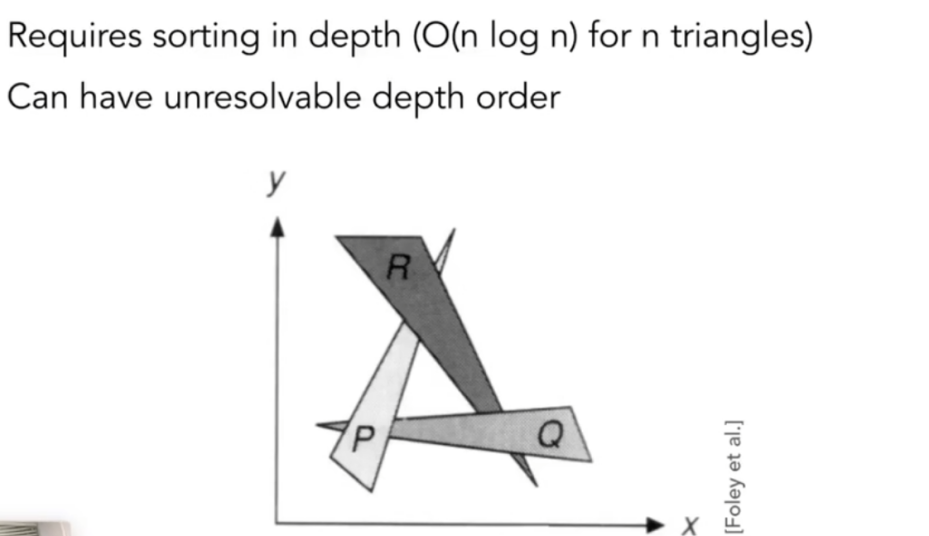 Requires sorting in depth (O(n log n) for n triangles)
Can have unresolvable depth order
y
R
P
Q
x
[Foley et al.]